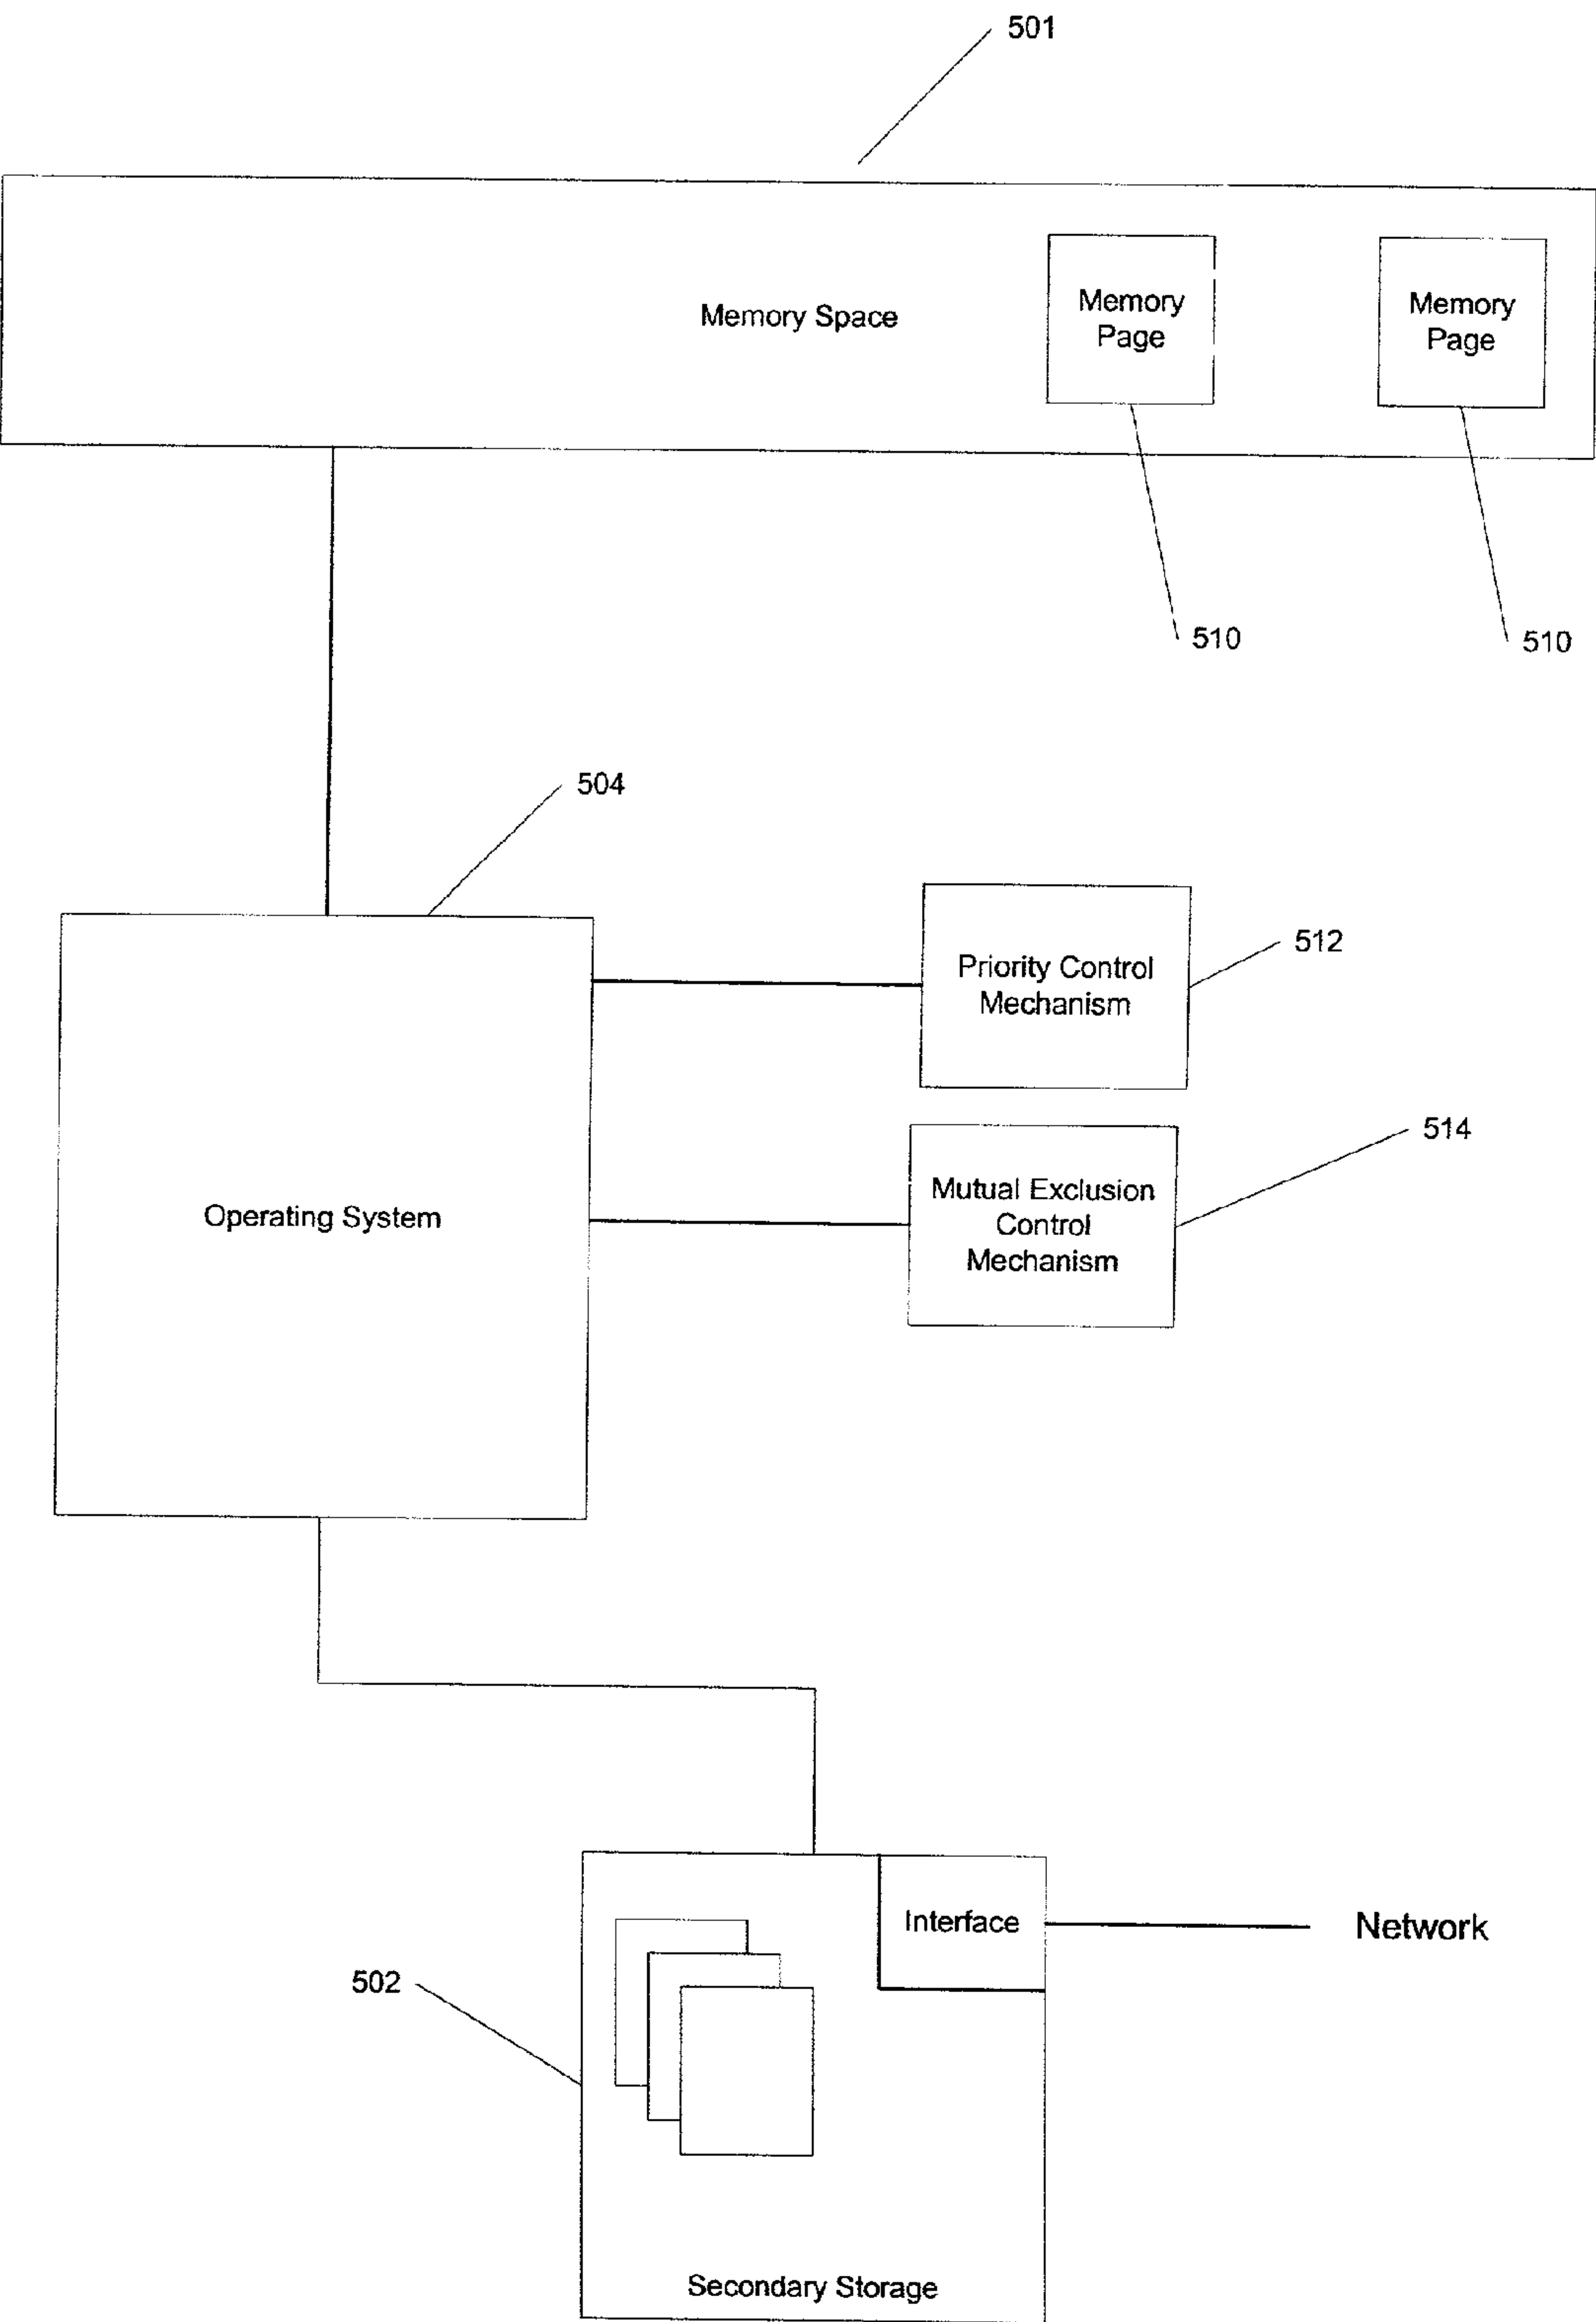 501
Memory Space
Memory
Page
Memory
Page
510
510
504
Priority Control
Mechanism
512
Operating System
Mutual Exclusion
Control
Mechanism
514
Interface
Network
502
Secondary Storage